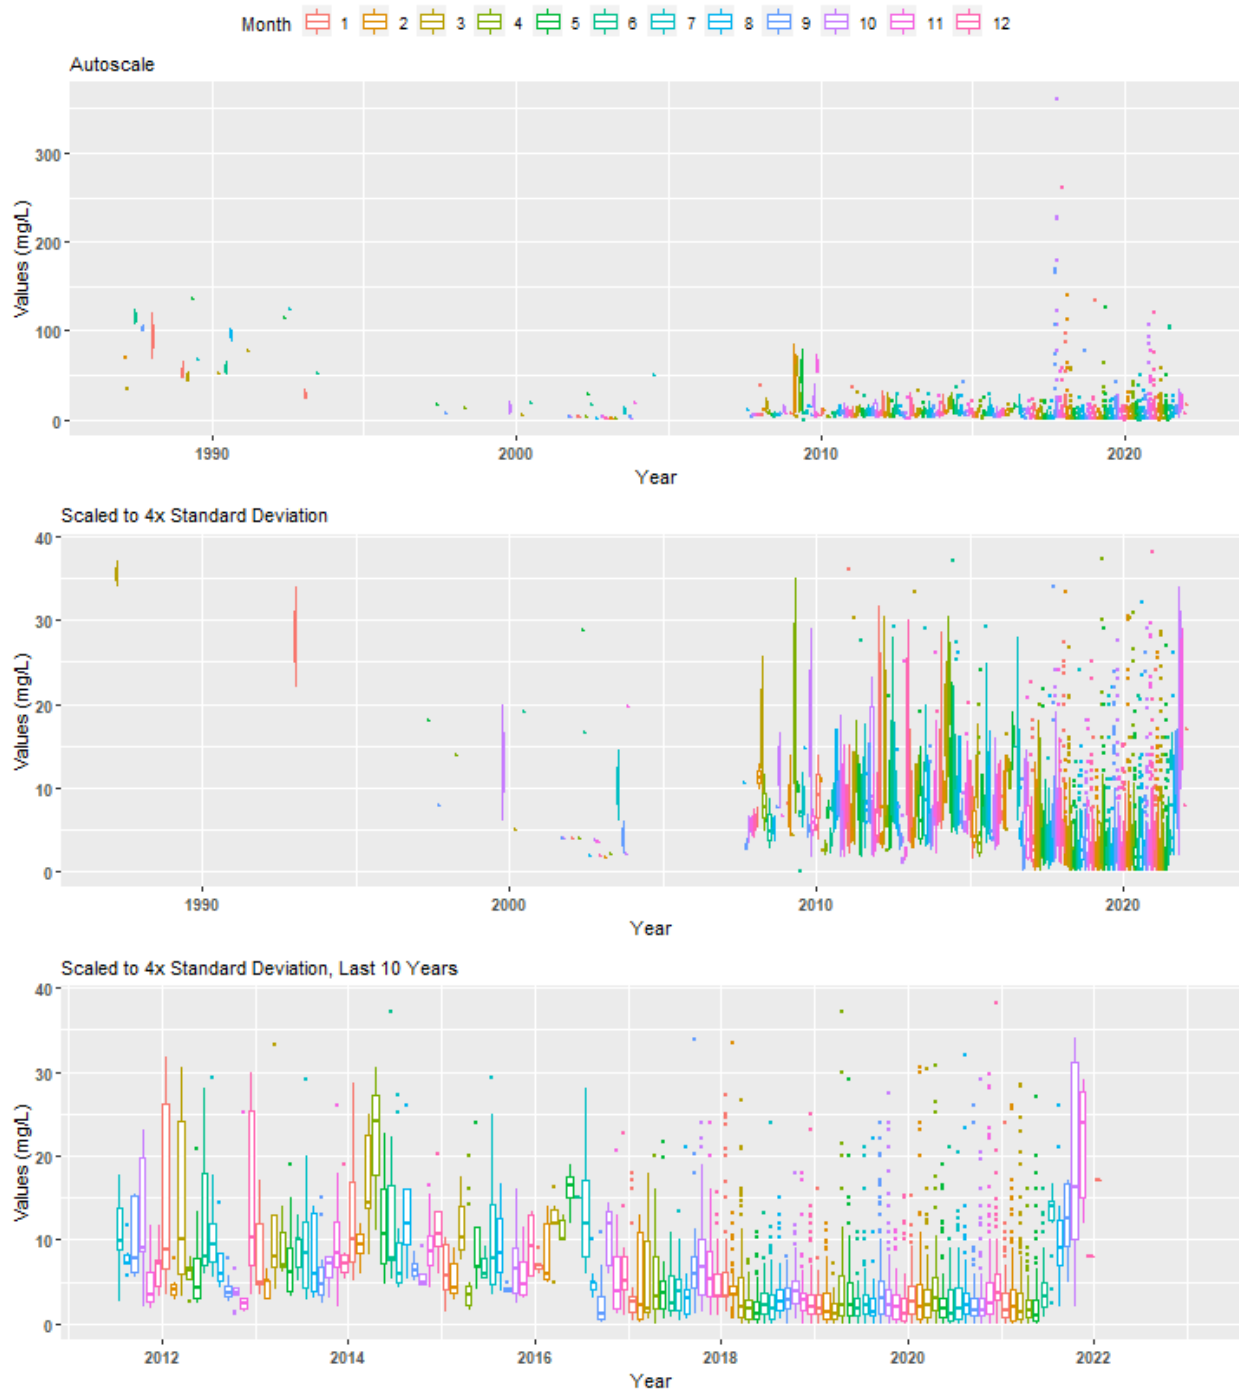 Month 1 2 3 4 5 6 7 8 9 10 11 12
Autoscale
Values (mg/L)
300
200
100
0
1990 2000 2010 2020
Year
Scaled to 4x Standard Deviation
Values (mg/L)
40
30
20
10
0
1990 2000 2010 2020
Year
Scaled to 4x Standard Deviation, Last 10 Years
Values (mg/L)
40
30
20
10
0
2012 2014 2016 2018 2020 2022
Year